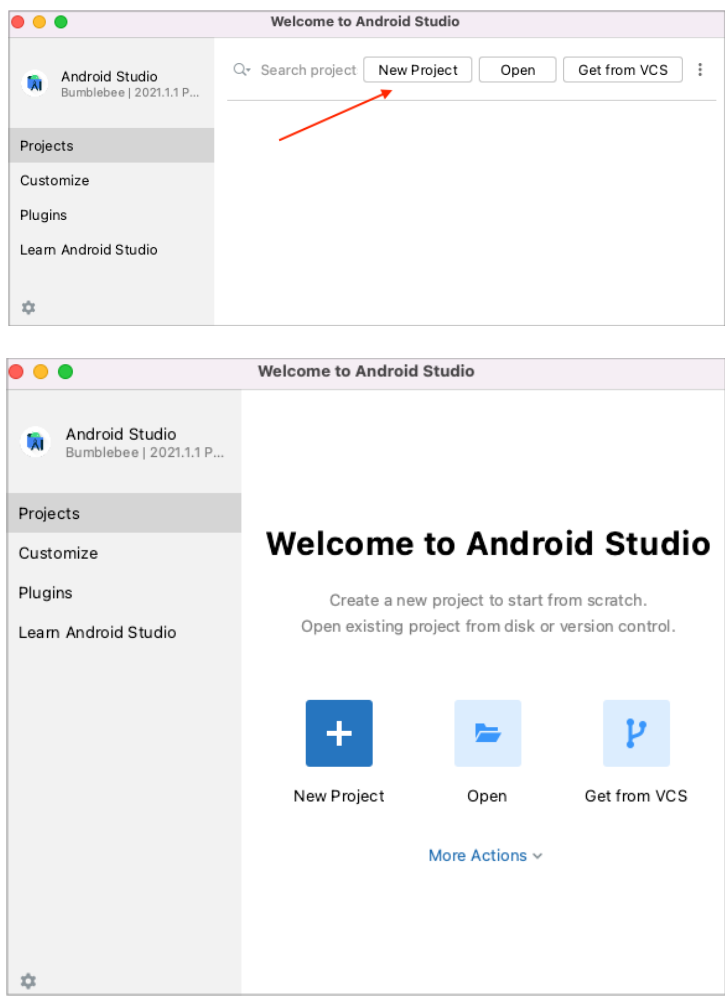 Welcome to Android Studio
Android Studio
Bumblebee | 2021.1.1 P...
Search project New Project Open Get from VCS
Projects
Customize
Plugins
Learn Android Studio
Welcome to Android Studio
Android Studio
Bumblebee | 2021.1.1 P...
Projects
Customize
Plugins
Learn Android Studio
Welcome to Android Studio
Create a new project to start from scratch.
Open existing project from disk or version control.
New Project Open Get from VCS
More Actions